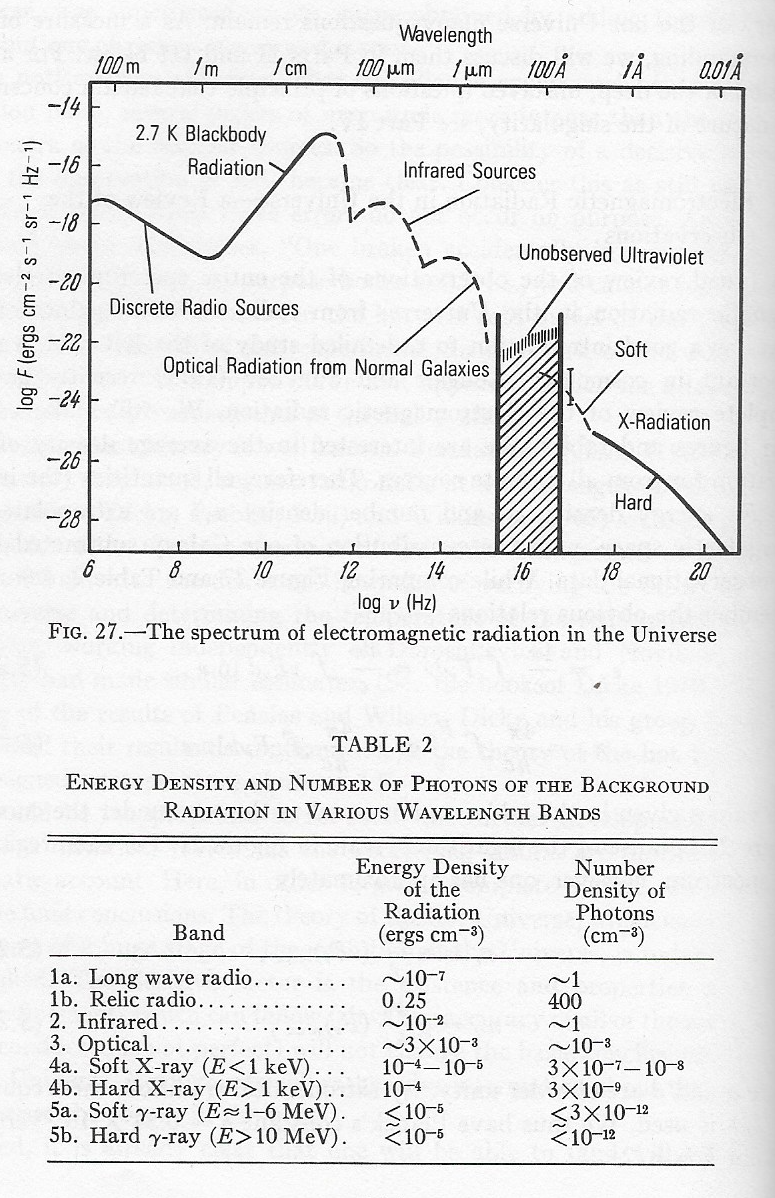 Wavelength
100 m 1 m 1 cm 100 μm 1 μm 100 Å 1 Å 0.01 Å
log F (ergs cm−2 s−1 sr−1 Hz−1)
−14
−16
−18
−20
−22
−24
−26
−28
2.7 K Blackbody
Radiation
Infrared Sources
Unobserved Ultraviolet
Discrete Radio Sources
Optical Radiation from Normal Galaxies
Soft
X-Radiation
Hard
6 8 10 12 14 16 18 20
log ν (Hz)
FIG. 27.—The spectrum of electromagnetic radiation in the Universe
TABLE 2
ENERGY DENSITY AND NUMBER OF PHOTONS OF THE BACKGROUND
RADIATION IN VARIOUS WAVELENGTH BANDS
Band
Energy Density
of the
Radiation
(ergs cm−3)
Number
Density of
Photons
(cm−3)
1a. Long wave radio......... ~10−7 ~1
1b. Relic radio.............. 0.25 400
2. Infrared................. ~10−2 ~1
3. Optical.................. ~3×10−3 ~10−3
4a. Soft X-ray (E<1 keV)... 10−4–10−5 3×10−7–10−8
4b. Hard X-ray (E>1 keV).. 10−4 3×10−9
5a. Soft γ-ray (E≈1–6 MeV). <10−5 <3×10−12
5b. Hard γ-ray (E>10 MeV). <10−5 <10−12